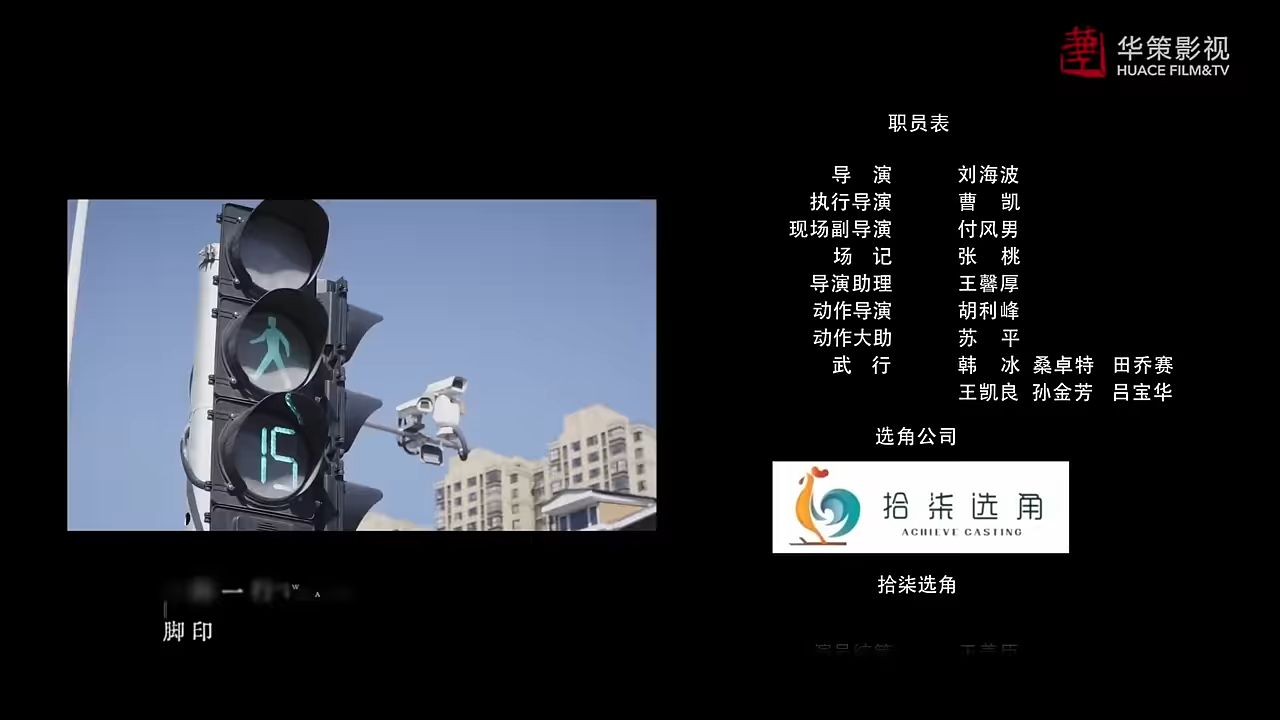 华策影视
HUACE FILM&TV
职员表
导 演 刘海波
执行导演 曹 凯
现场副导演 付风男
场 记 张 桃
导演助理 王馨厚
动作导演 胡利峰
动作大助 苏 平
武 行 韩 冰 桑卓特 田乔赛
王凯良 孙金芳 吕宝华
选角公司
拾柒选角
ACHIEVE CASTING
拾柒选角
15
脚印